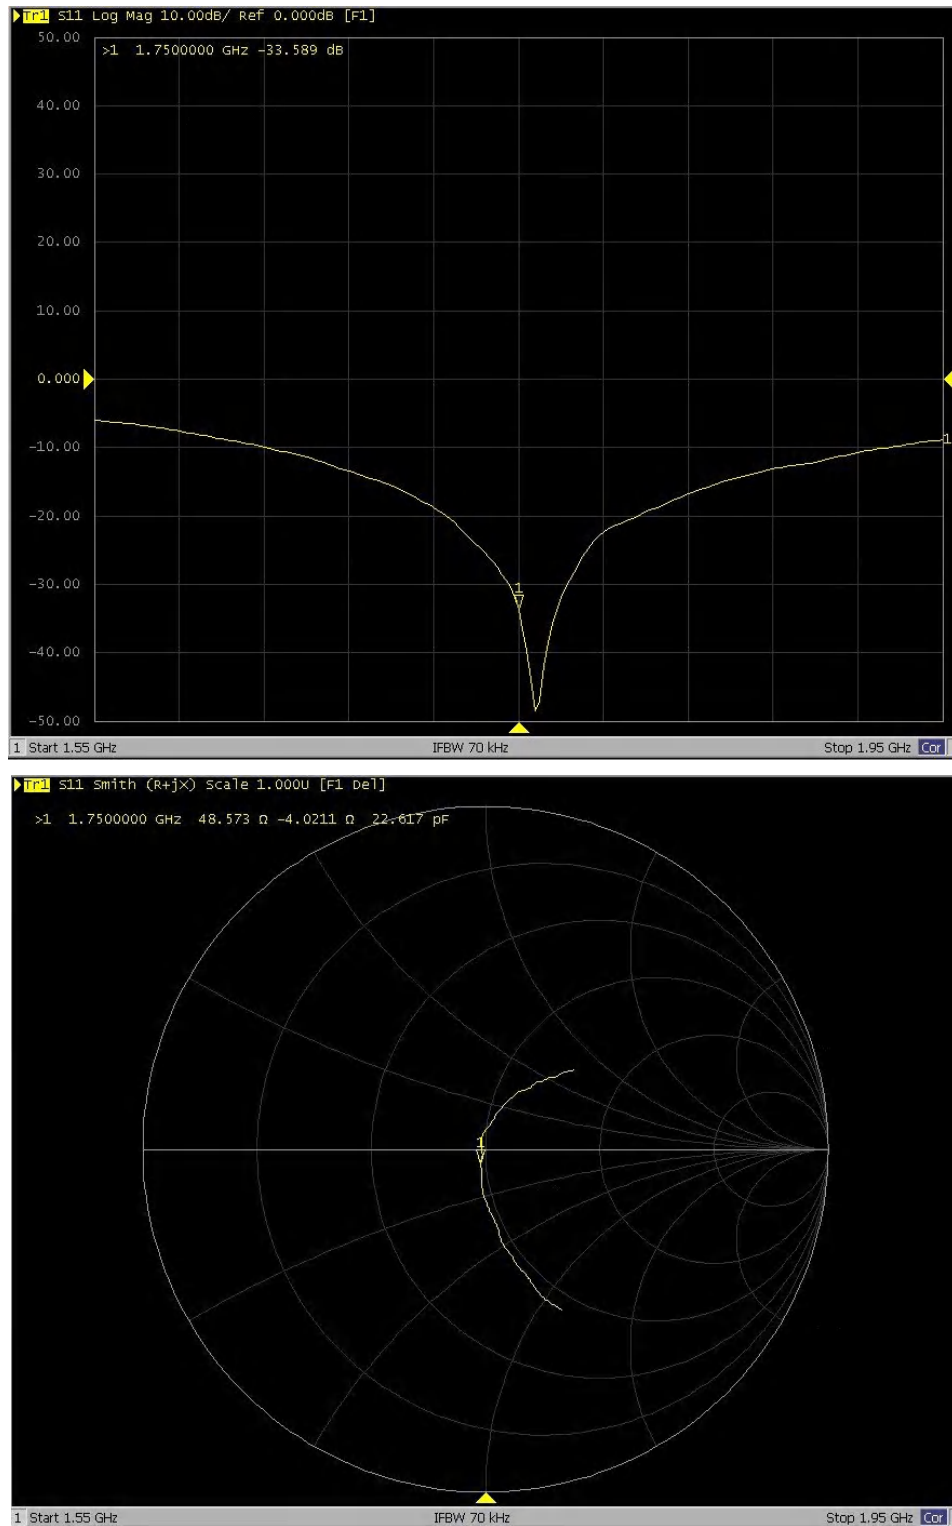 Tr1 S11 Log Mag 10.00dB/ Ref 0.000dB [F1]
50.00
>1 1.7500000 GHz -33.589 dB
40.00
30.00
20.00
10.00
0.000
-10.00
1
-20.00
-30.00
1
-40.00
-50.00
1 Start 1.55 GHz IFBW 70 kHz Stop 1.95 GHz Cor
Tr1 S11 Smith (R+jX) Scale 1.000U [F1 Del]
>1 1.7500000 GHz 48.573 Ω -4.0211 Ω 22.617 pF
1
1 Start 1.55 GHz IFBW 70 kHz Stop 1.95 GHz Cor